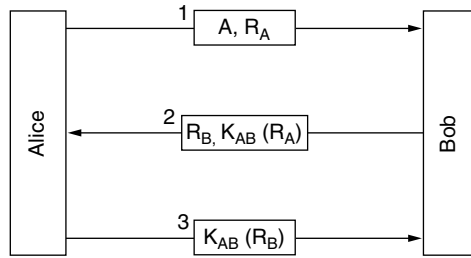 Alice
1
A, R_A
2
R_B, K_AB (R_A)
3
K_AB (R_B)
Bob